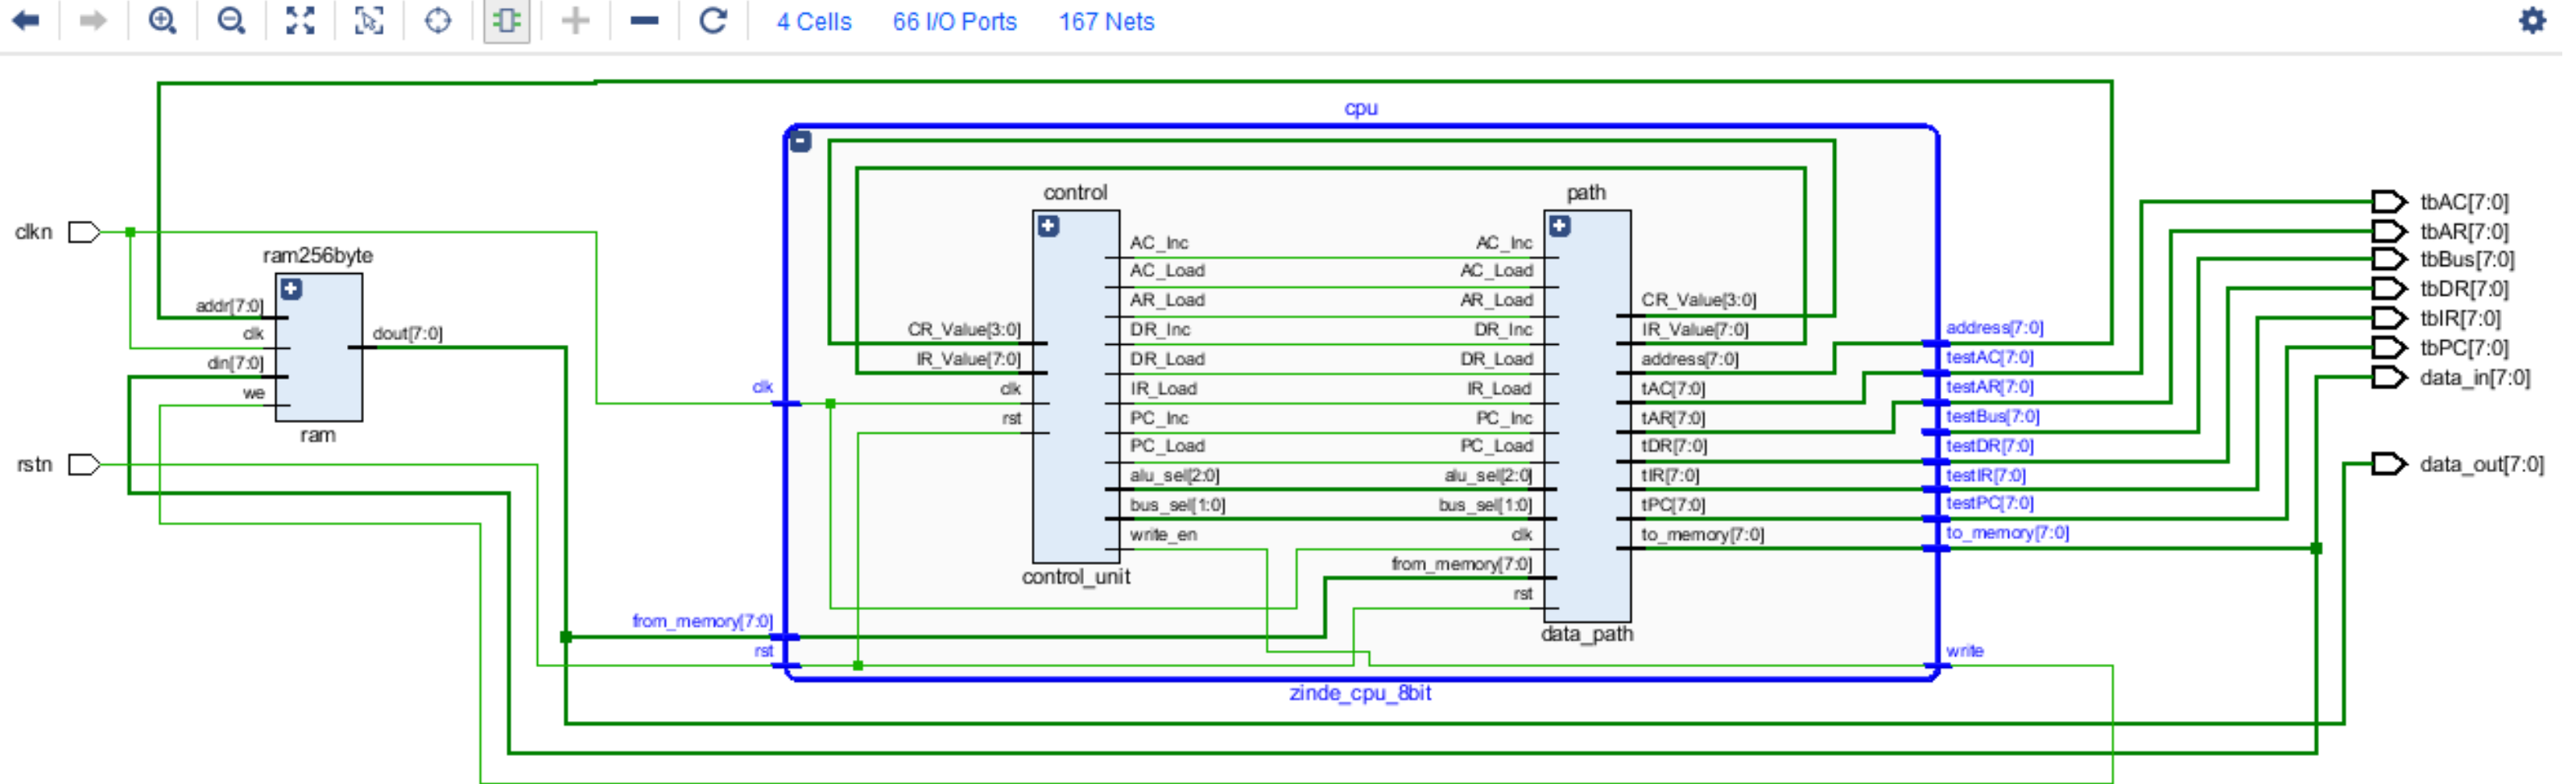 4 Cells 66 I/O Ports 167 Nets
cpu
control
path
clkn
ram256byte
addr[7:0]
clk
din[7:0]
we
dout[7:0]
ram
rstn
CR_Value[3:0]
IR_Value[7:0]
clk
rst
AC_Inc
AC_Load
AR_Load
DR_Inc
DR_Load
IR_Load
PC_Inc
PC_Load
alu_sel[2:0]
bus_sel[1:0]
write_en
control_unit
AC_Inc
AC_Load
AR_Load
DR_Inc
DR_Load
IR_Load
PC_Inc
PC_Load
alu_sel[2:0]
bus_sel[1:0]
clk
from_memory[7:0]
rst
CR_Value[3:0]
IR_Value[7:0]
address[7:0]
tAC[7:0]
tAR[7:0]
tDR[7:0]
tIR[7:0]
tPC[7:0]
to_memory[7:0]
data_path
clk
from_memory[7:0]
rst
address[7:0]
testAC[7:0]
testAR[7:0]
testBus[7:0]
testDR[7:0]
testIR[7:0]
testPC[7:0]
to_memory[7:0]
write
zinde_cpu_8bit
tbAC[7:0]
tbAR[7:0]
tbBus[7:0]
tbDR[7:0]
tbIR[7:0]
tbPC[7:0]
data_in[7:0]
data_out[7:0]